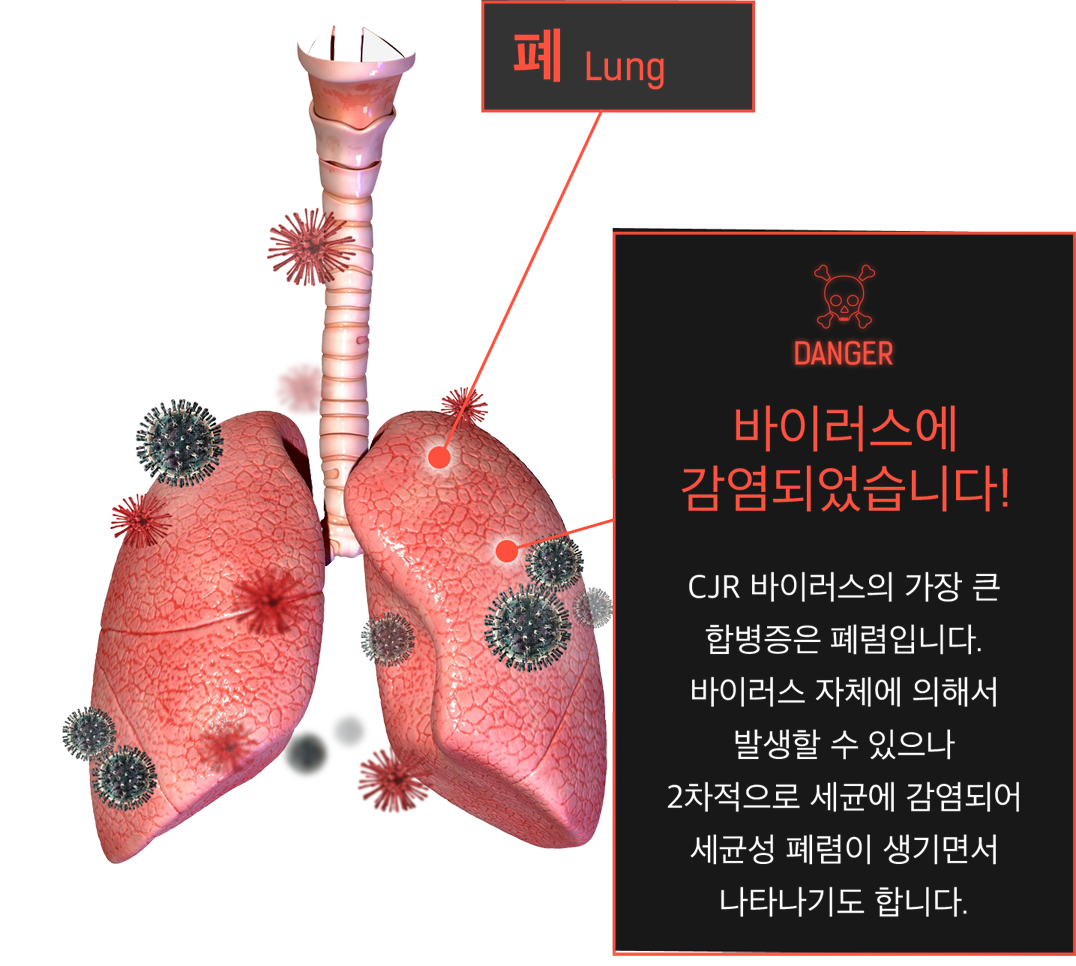 폐 Lung
DANGER
바이러스에
감염되었습니다!
CJR 바이러스의 가장 큰
합병증은 폐렴입니다.
바이러스 자체에 의해서
발생할 수 있으나
2차적으로 세균에 감염되어
세균성 폐렴이 생기면서
나타나기도 합니다.